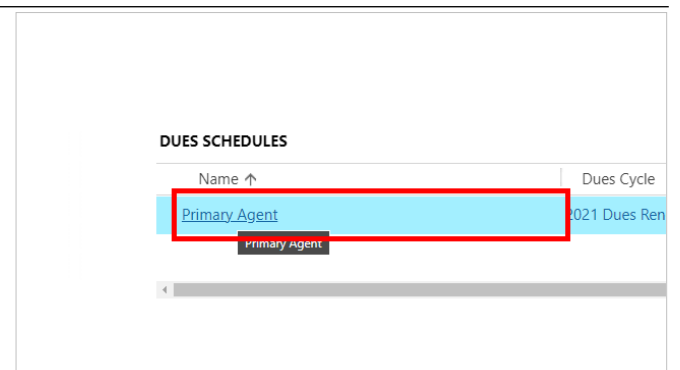 DUES SCHEDULES
Name ↑ Dues Cycle
Primary Agent 2021 Dues Ren
Primary Agent